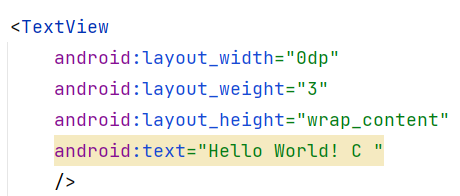 <TextView
android:layout_width="0dp"
android:layout_weight="3"
android:layout_height="wrap_content"
android:text="Hello World! C "
/>